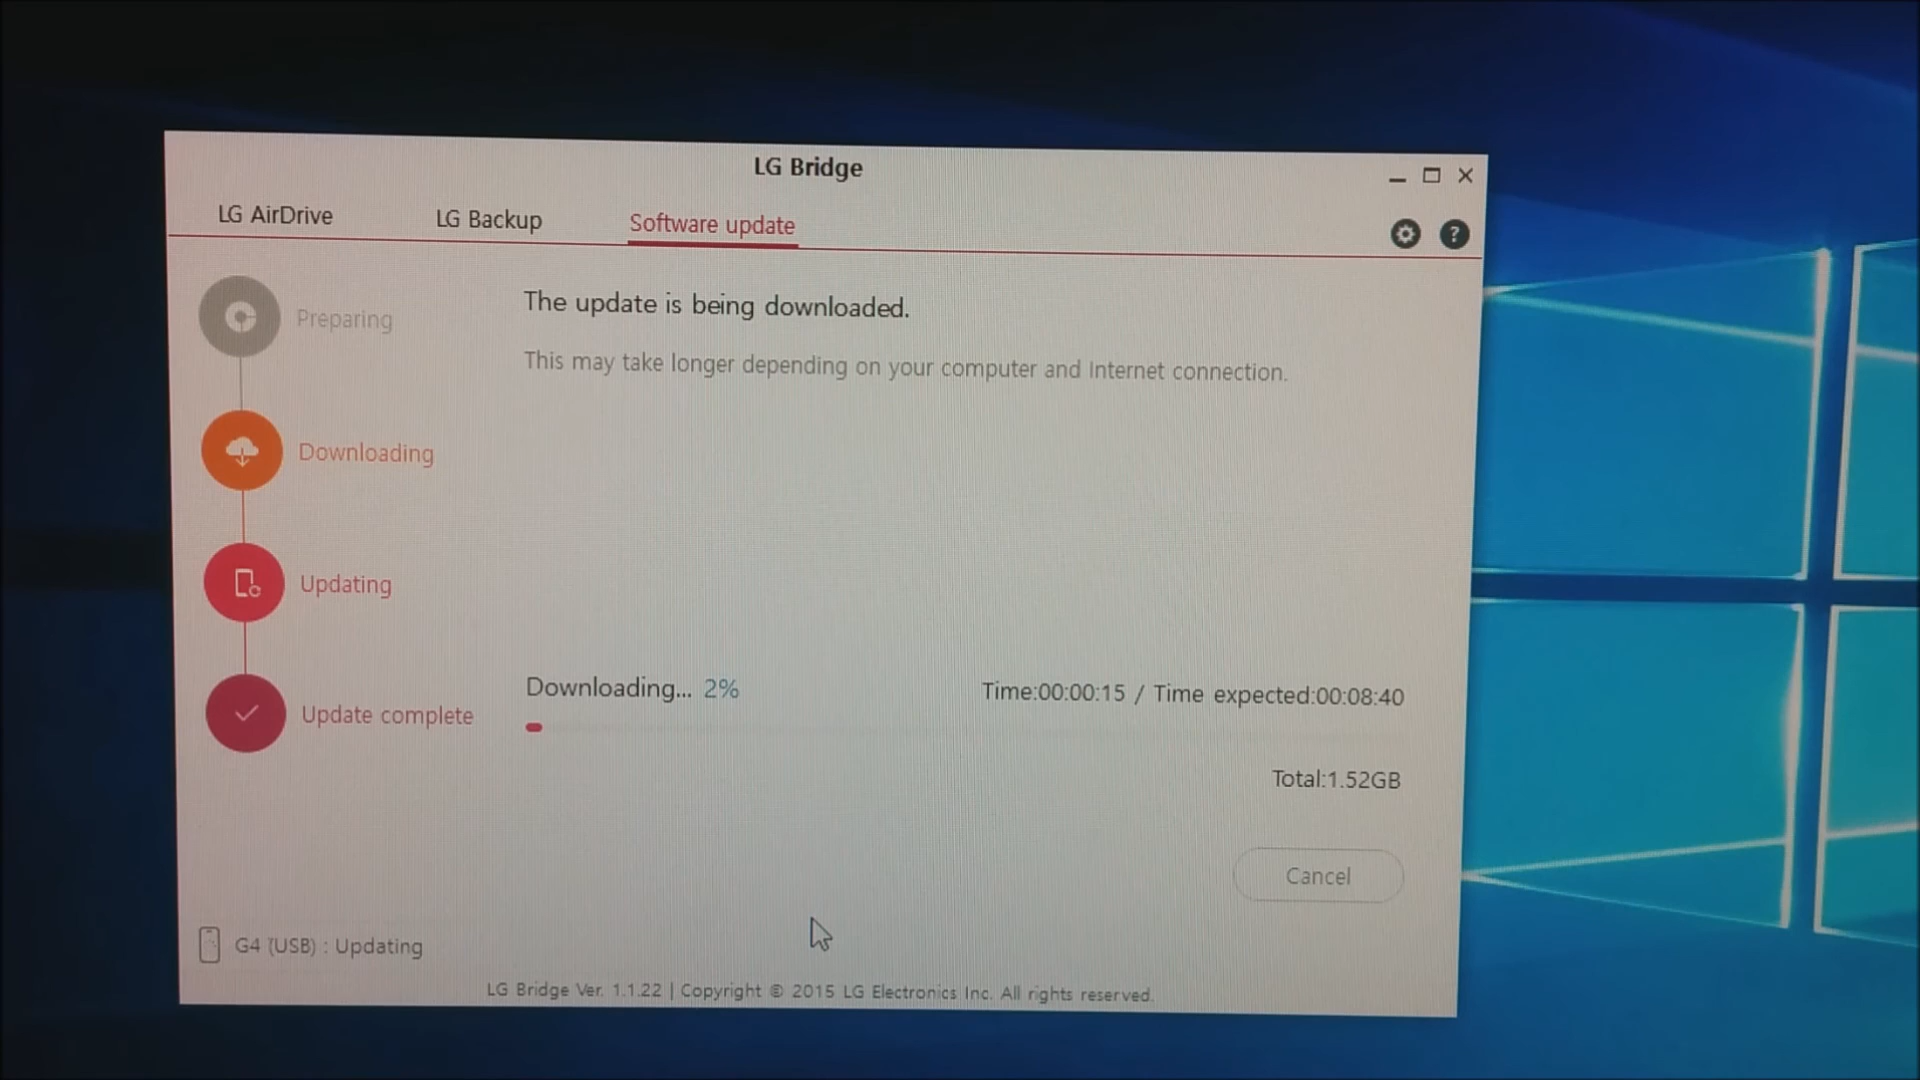 LG Bridge
LG AirDrive
LG Backup
Software update
?
Preparing
The update is being downloaded.
This may take longer depending on your computer and Internet connection.
Downloading
Updating
Downloading... 2%
Time:00:00:15 / Time expected:00:08:40
Update complete
Total:1.52GB
Cancel
G4 (USB) : Updating
LG Bridge Ver. 1.1.22 | Copyright © 2015 LG Electronics Inc. All rights reserved.